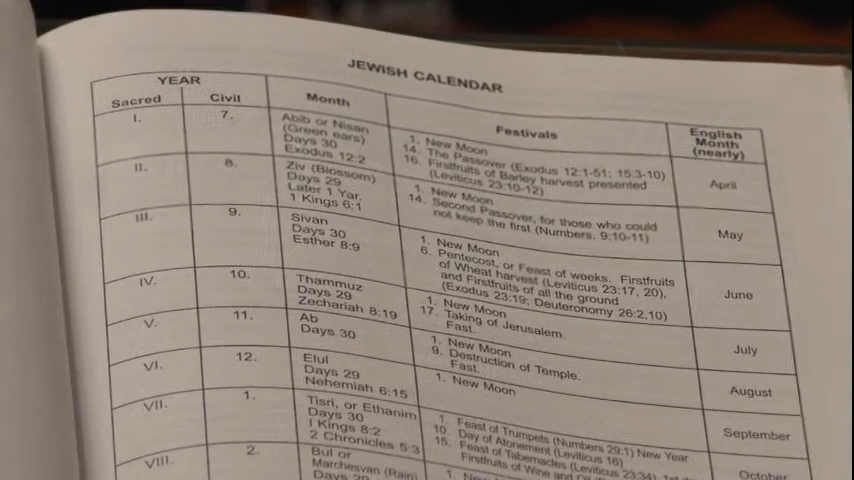 JEWISH CALENDAR
YEAR
Sacred Civil Month Festivals English Month (nearly)
I. 7. Abib or Nisan
(Green ears)
Days 30
Exodus 12:2
1. New Moon
14. The Passover (Exodus 12:1-51; 15:3-10)
16. Firstfruits of Barley harvest presented
(Leviticus 23:10-12)
April
II. 8. Ziv (Blossom)
Days 29
Later 1 Yar,
1 Kings 6:1
1. New Moon
14. Second Passover, for those who could
not keep the first (Numbers, 9:10-11)
May
III. 9. Sivan
Days 30
Esther 8:9
1. New Moon
6. Pentecost, or Feast of weeks. Firstfruits
of Wheat harvest (Leviticus 23:17, 20),
and Firstfruits of all the ground
(Exodus 23:19; Deuteronomy 26:2,10)
June
IV. 10. Thammuz
Days 29
Zechariah 8:19
1. New Moon
17. Taking of Jerusalem.
Fast.
July
V. 11. Ab
Days 30
1. New Moon
9. Destruction of Temple.
Fast.
August
VI. 12. Elul
Days 29
Nehemiah 6:15
1. New Moon
September
VII. 1. Tisri, or Ethanim
Days 30
I Kings 8:2
2 Chronicles 5:3
1. Feast of Trumpets (Numbers 29:1) New Year
10. Day of Atonement (Leviticus 16)
15. Feast of Tabernacles (Leviticus 23:34)
Firstfruits of Wine and
October
VIII. 2. Bul or
Marchesvan (Rain)
Days 29
1. New